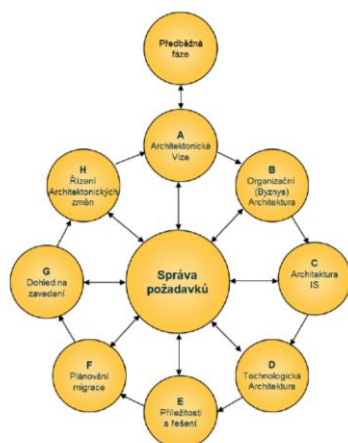 Předběžná
fáze
A
Architektonická
Vize
B
Organizační
(Byznys)
Architektura
C
Architektura
IS
D
Technologická
Architektura
E
Příležitosti
a řešení
F
Plánování
migrace
G
Dohled na
zavedení
H
Řízení
Architektonických
změn
Správa
požadavků